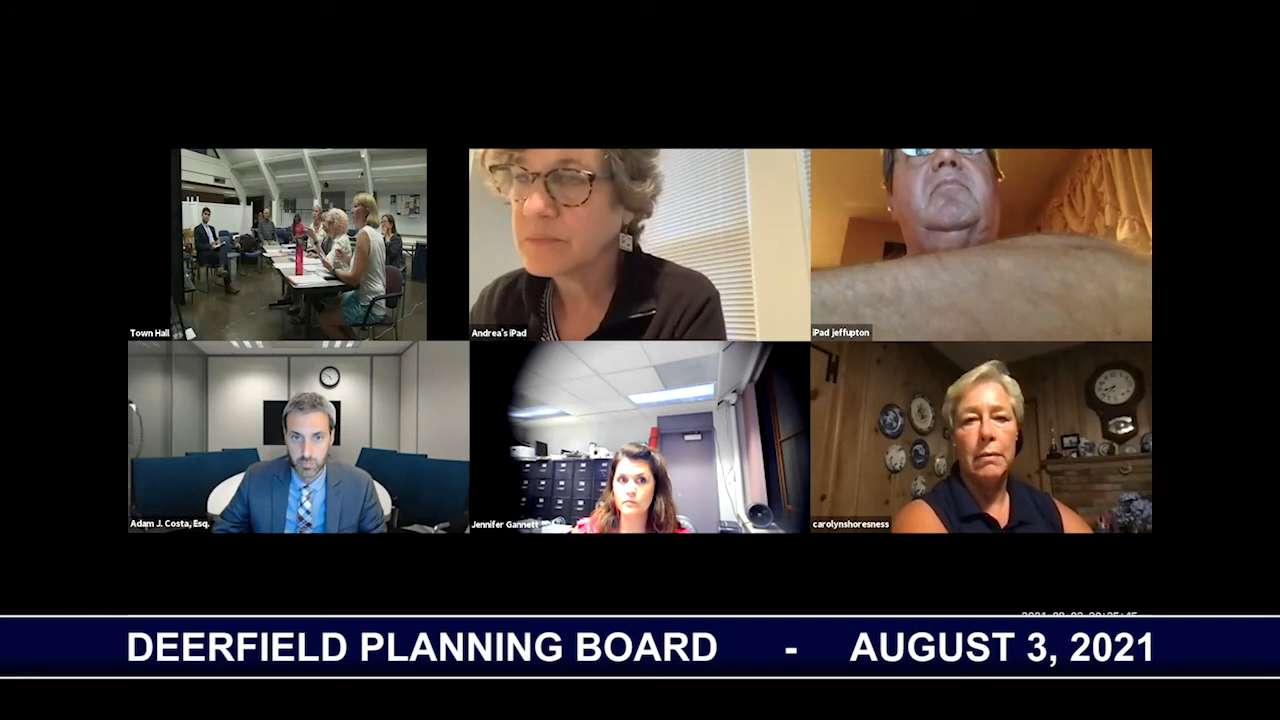 Town Hall
Andrea's iPad
iPad jeffupton
Adam J. Costa, Esq.
Jennifer Gannett
carolynshoresness
DEERFIELD PLANNING BOARD - AUGUST 3, 2021